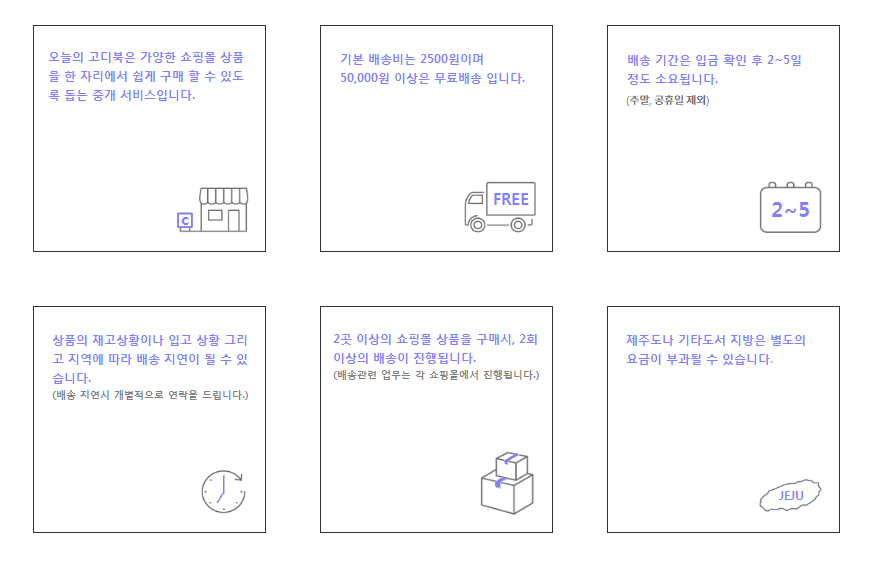 오늘의 고디북은 가양한 쇼핑몰 상품
을 한 자리에서 쉽게 구매 할 수 있도
록 돕는 중개 서비스입니다.
C
기본 배송비는 2500원이며
50,000원 이상은 무료배송 입니다.
FREE
배송 기간은 입금 확인 후 2~5일
정도 소요됩니다.
(주말, 공휴일 제외)
2~5
상품의 재고상황이나 입고 상황 그리
고 지역에 따라 배송 지연이 될 수 있
습니다.
(배송 지연시 개별적으로 연락을 드립니다.)
2곳 이상의 쇼핑몰 상품을 구매시, 2회
이상의 배송이 진행됩니다.
(배송관련 업무는 각 쇼핑몰에서 진행됩니다.)
제주도나 기타도서 지방은 별도의
요금이 부과될 수 있습니다.
JEJU